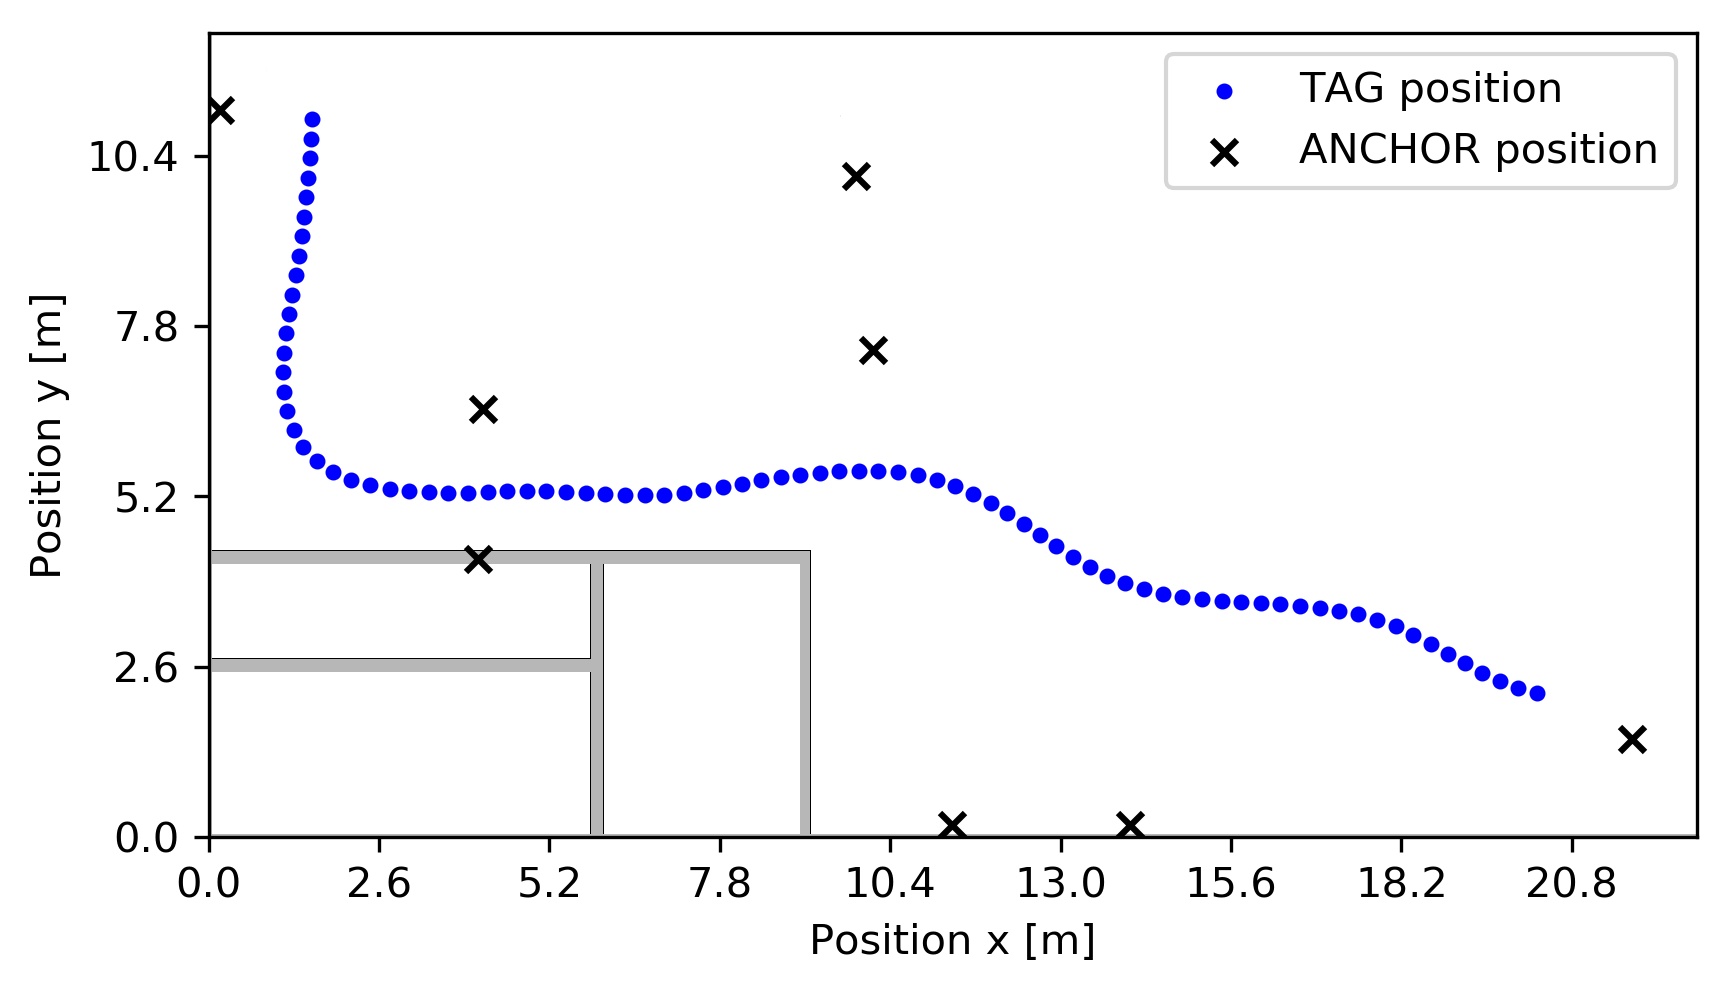 TAG position
ANCHOR position
10.4
7.8
5.2
2.6
0.0
Position y [m]
0.0 2.6 5.2 7.8 10.4 13.0 15.6 18.2 20.8
Position x [m]